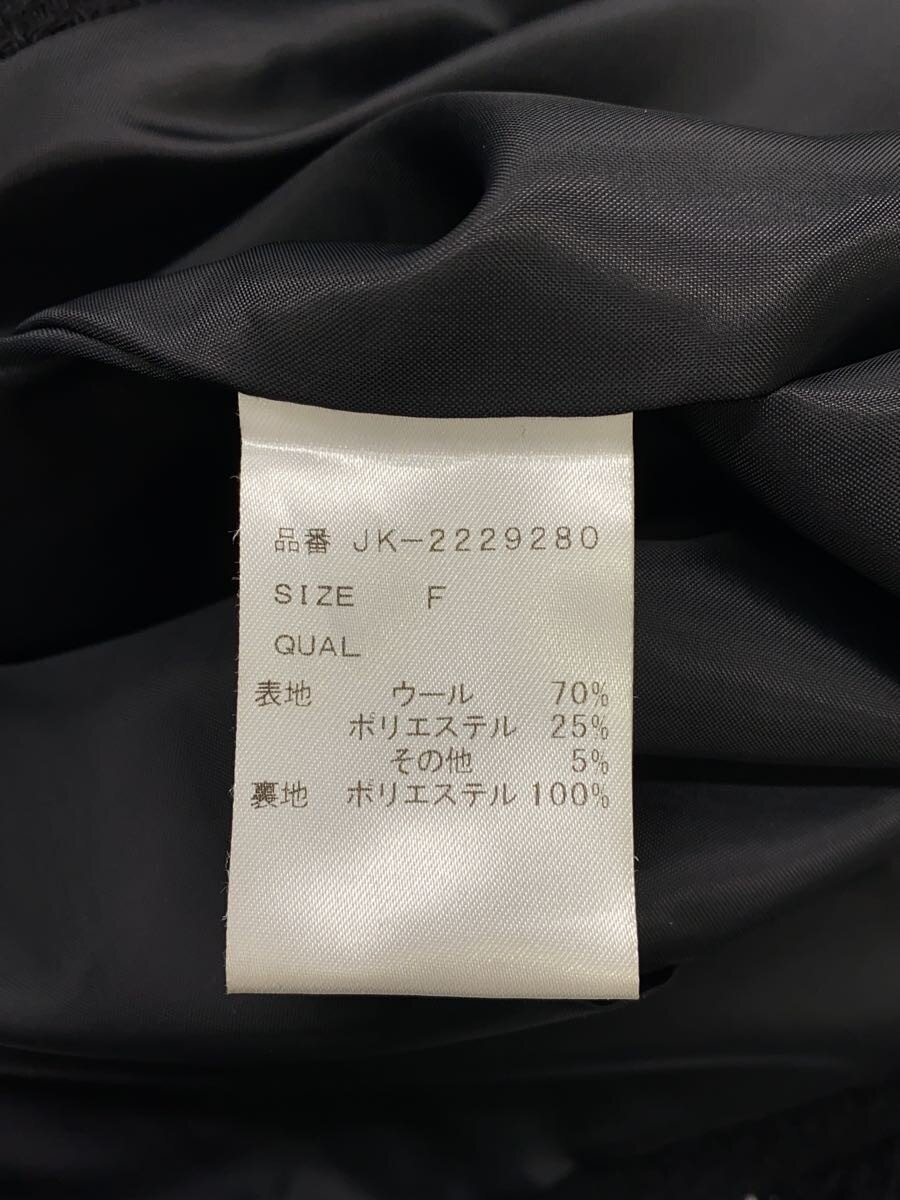 品番 JK-2229280
SIZE F
QUAL
表地 ウール 70%
ポリエステル 25%
その他 5%
裏地 ポリエステル 100%